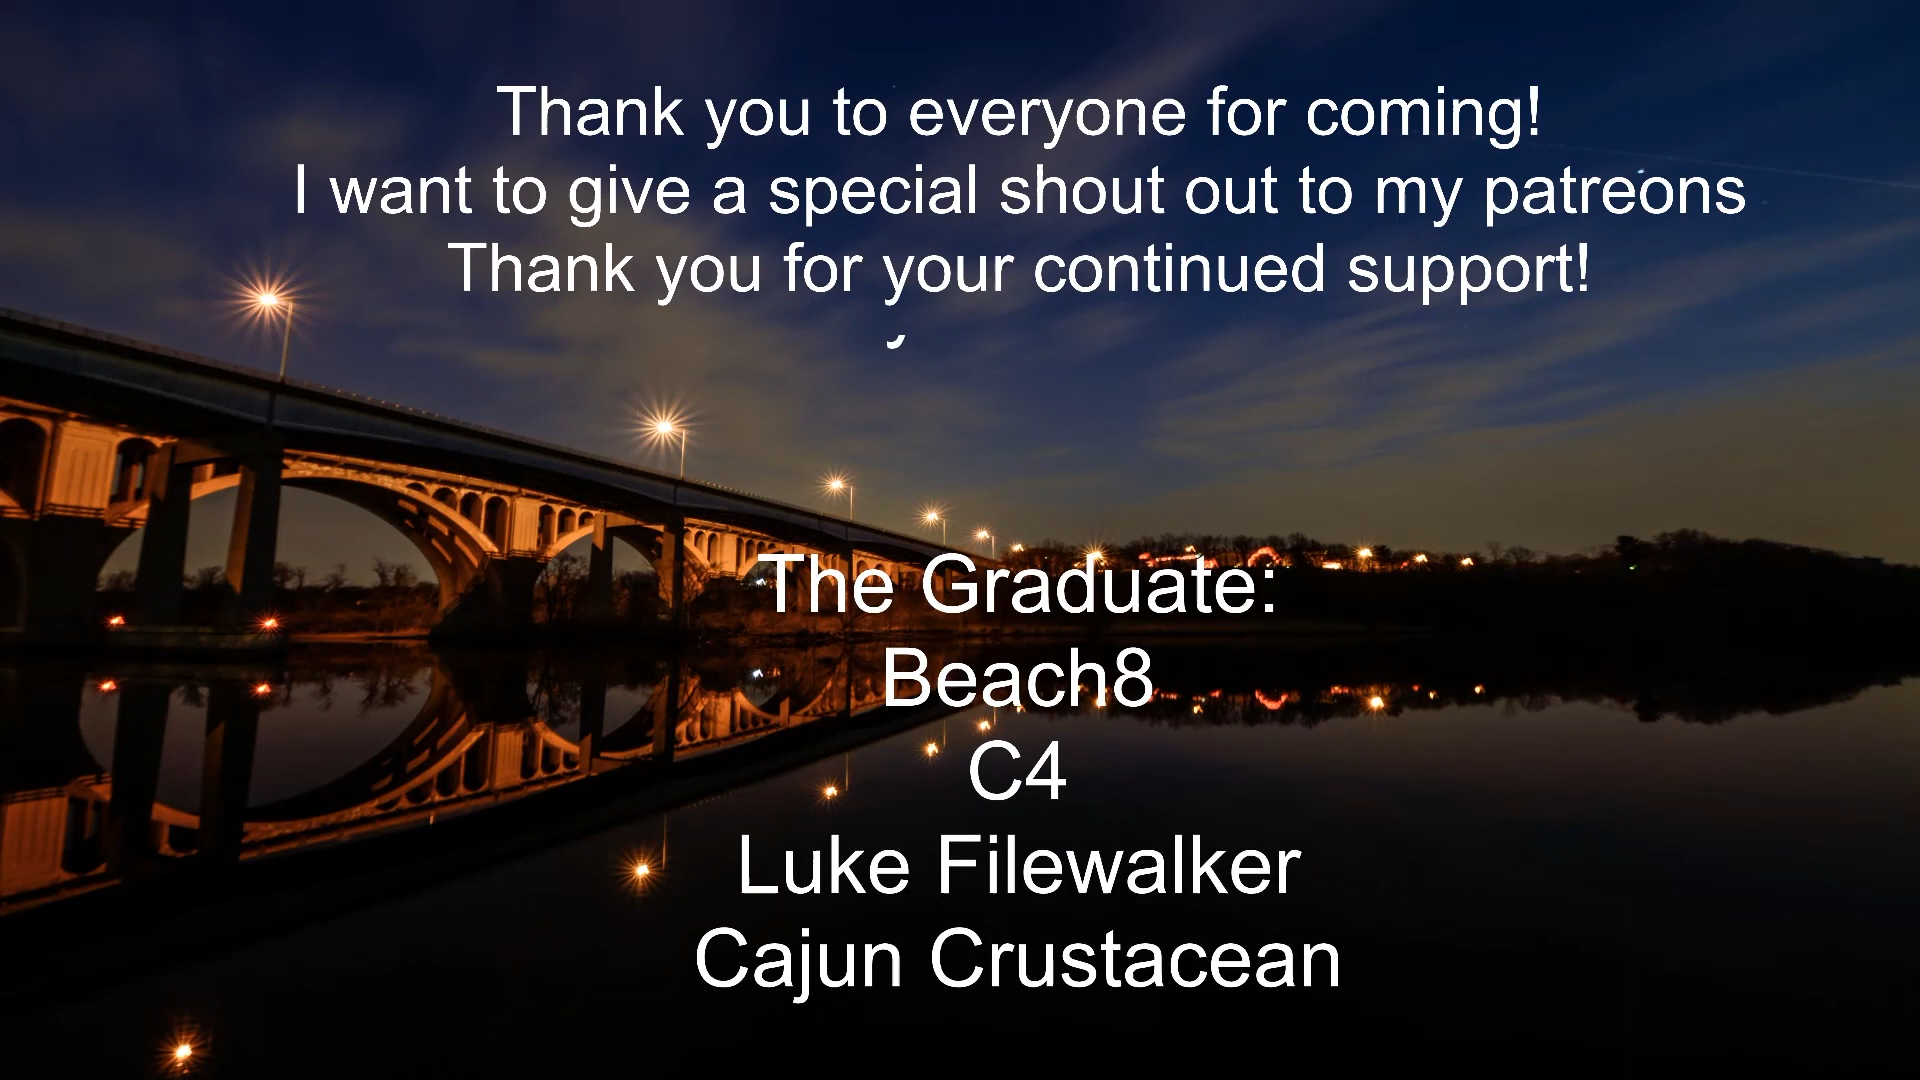 Thank you to everyone for coming!
I want to give a special shout out to my patreons
Thank you for your continued support!
The Graduate:
Beach8
C4
Luke Filewalker
Cajun Crustacean